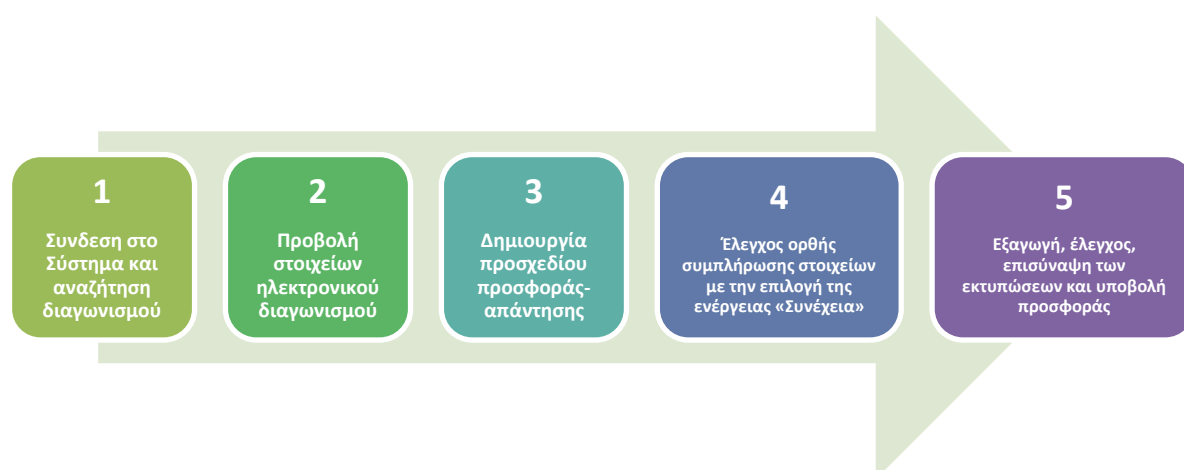 1
Συνδεση στο
Σύστημα και
αναζήτηση
διαγωνισμού
2
Προβολή
στοιχείων
ηλεκτρονικού
διαγωνισμού
3
Δημιουργία
προσχεδίου
προσφοράς-
απάντησης
4
Έλεγχος ορθής
συμπλήρωσης στοιχείων
με την επιλογή της
ενέργειας «Συνέχεια»
5
Εξαγωγή, έλεγχος,
επισύναψη των
εκτυπώσεων και υποβολή
προσφοράς